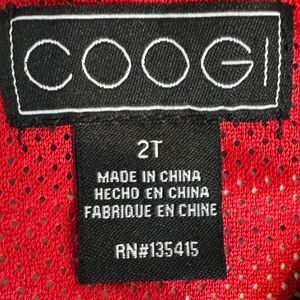 COOGI
2T
MADE IN CHINA
HECHO EN CHINA
FABRIQUE EN CHINE
RN#135415